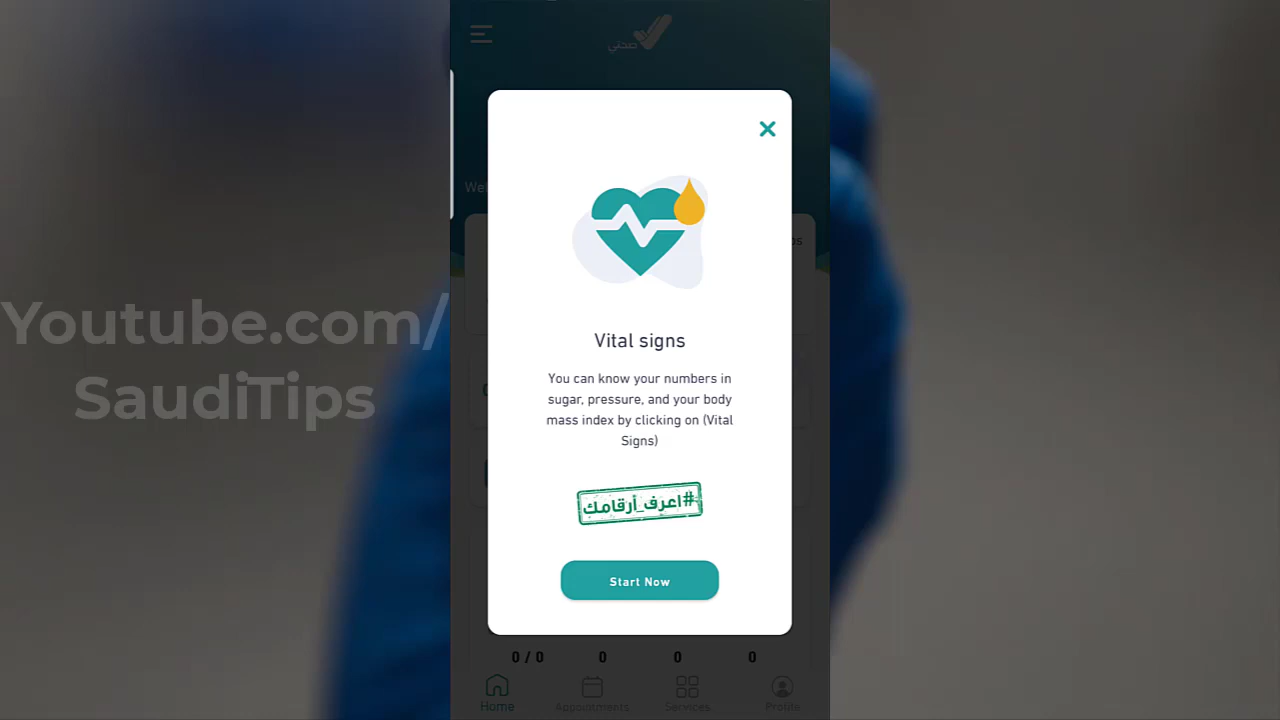 صحتي
Youtube.com/
SaudiTips
Vital signs
You can know your numbers in
sugar, pressure, and your body
mass index by clicking on (Vital
Signs)
#اعرف_أرقامك
Start Now
0 / 0
0
0
0
Home
Appointments
Services
Profile